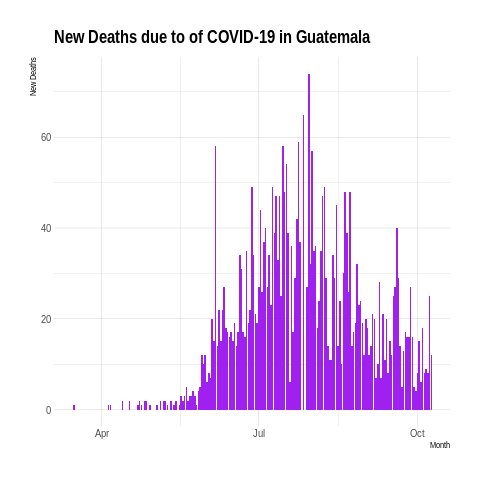 New Deaths due to of COVID-19 in Guatemala
New Deaths
60
40
20
0
Apr
Jul
Oct
Month